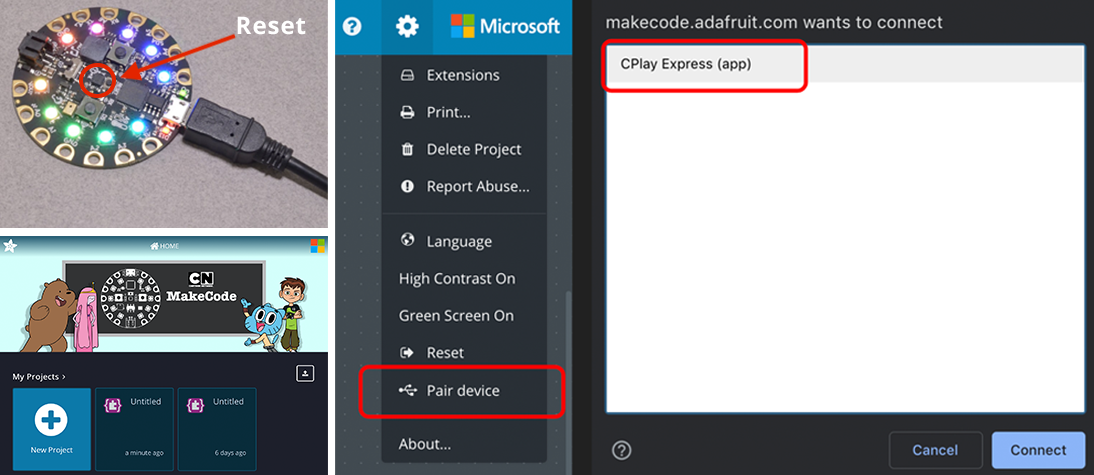 Reset
HOME
CN
MakeCode
My Projects ›
New Project
Untitled
a minute ago
Untitled
6 days ago
Microsoft
Extensions
Print...
Delete Project
Report Abuse...
Language
High Contrast On
Green Screen On
Reset
Pair device
About...
makecode.adafruit.com wants to connect
CPlay Express (app)
Cancel
Connect